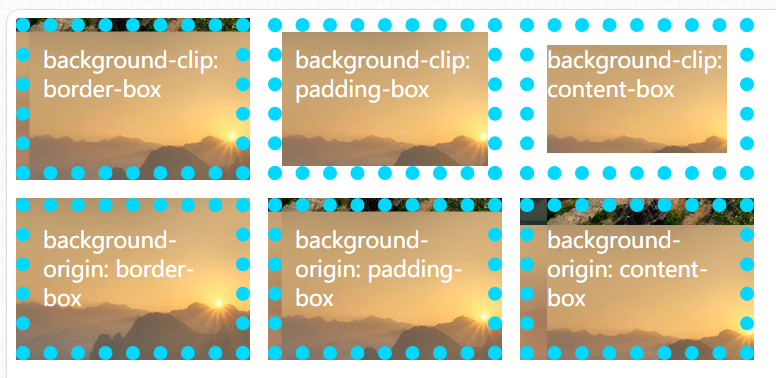 background-clip:
border-box
background-clip:
padding-box
background-clip:
content-box
background-
origin: border-
box
background-
origin: padding-
box
background-
origin: content-
box